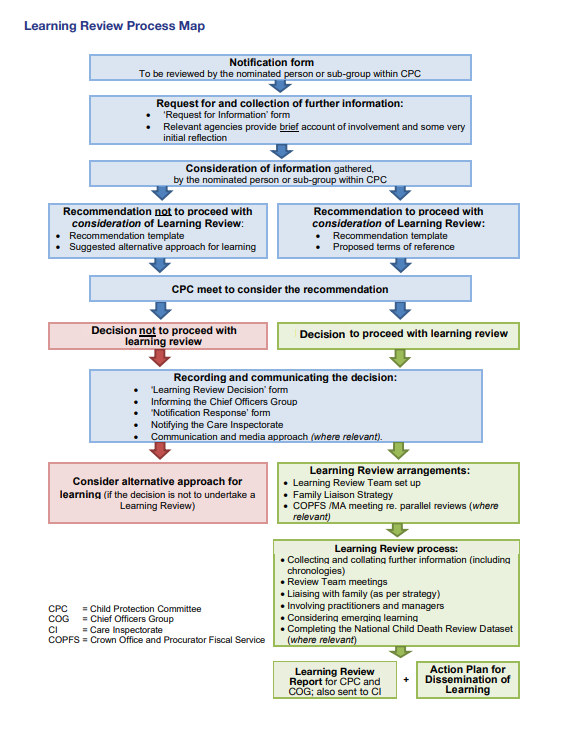 Learning Review Process Map
Notification form
To be reviewed by the nominated person or sub-group within CPC
Request for and collection of further information:
• 'Request for Information' form
• Relevant agencies provide brief account of involvement and some very
initial reflection
Consideration of information gathered,
by the nominated person or sub-group within CPC
Recommendation not to proceed with
consideration of Learning Review:
• Recommendation template
• Suggested alternative approach for learning
Recommendation to proceed with
consideration of Learning Review:
• Recommendation template
• Proposed terms of reference
CPC meet to consider the recommendation
Decision not to proceed with
learning review
Decision to proceed with learning review
Recording and communicating the decision:
• 'Learning Review Decision' form
• Informing the Chief Officers Group
• 'Notification Response' form
• Notifying the Care Inspectorate
• Communication and media approach (where relevant).
Consider alternative approach for
learning (if the decision is not to undertake a
Learning Review)
Learning Review arrangements:
• Learning Review Team set up
• Family Liaison Strategy
• COPFS /MA meeting re. parallel reviews (where
relevant)
Learning Review process:
• Collecting and collating further information (including
chronologies)
• Review Team meetings
• Liaising with family (as per strategy)
• Involving practitioners and managers
• Considering emerging learning
• Completing the National Child Death Review Dataset
(where relevant)
CPC = Child Protection Committee
COG = Chief Officers Group
CI = Care Inspectorate
COPFS = Crown Office and Procurator Fiscal Service
Learning Review
Report for CPC and
COG; also sent to CI
+
Action Plan for
Dissemination of
Learning